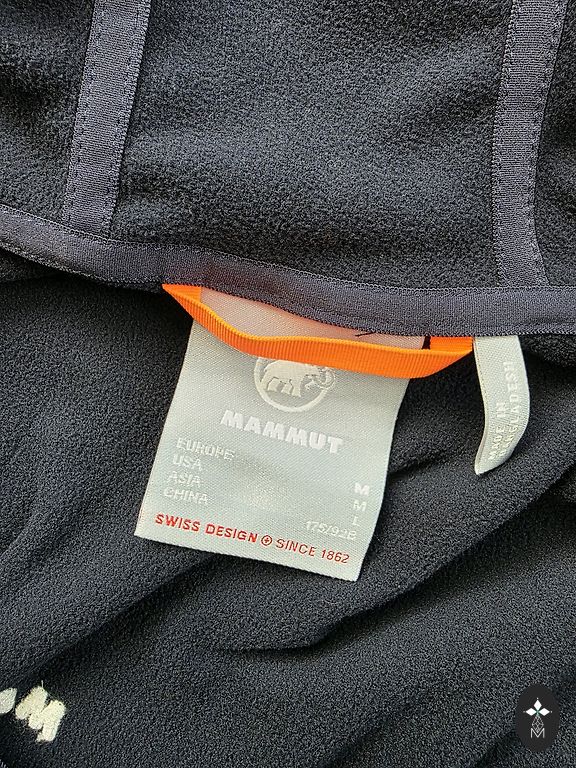 MAMMUT
EUROPE M
USA M
ASIA L
CHINA 175/92B
SWISS DESIGN SINCE 1862
MADE IN
BANGLADESH
M